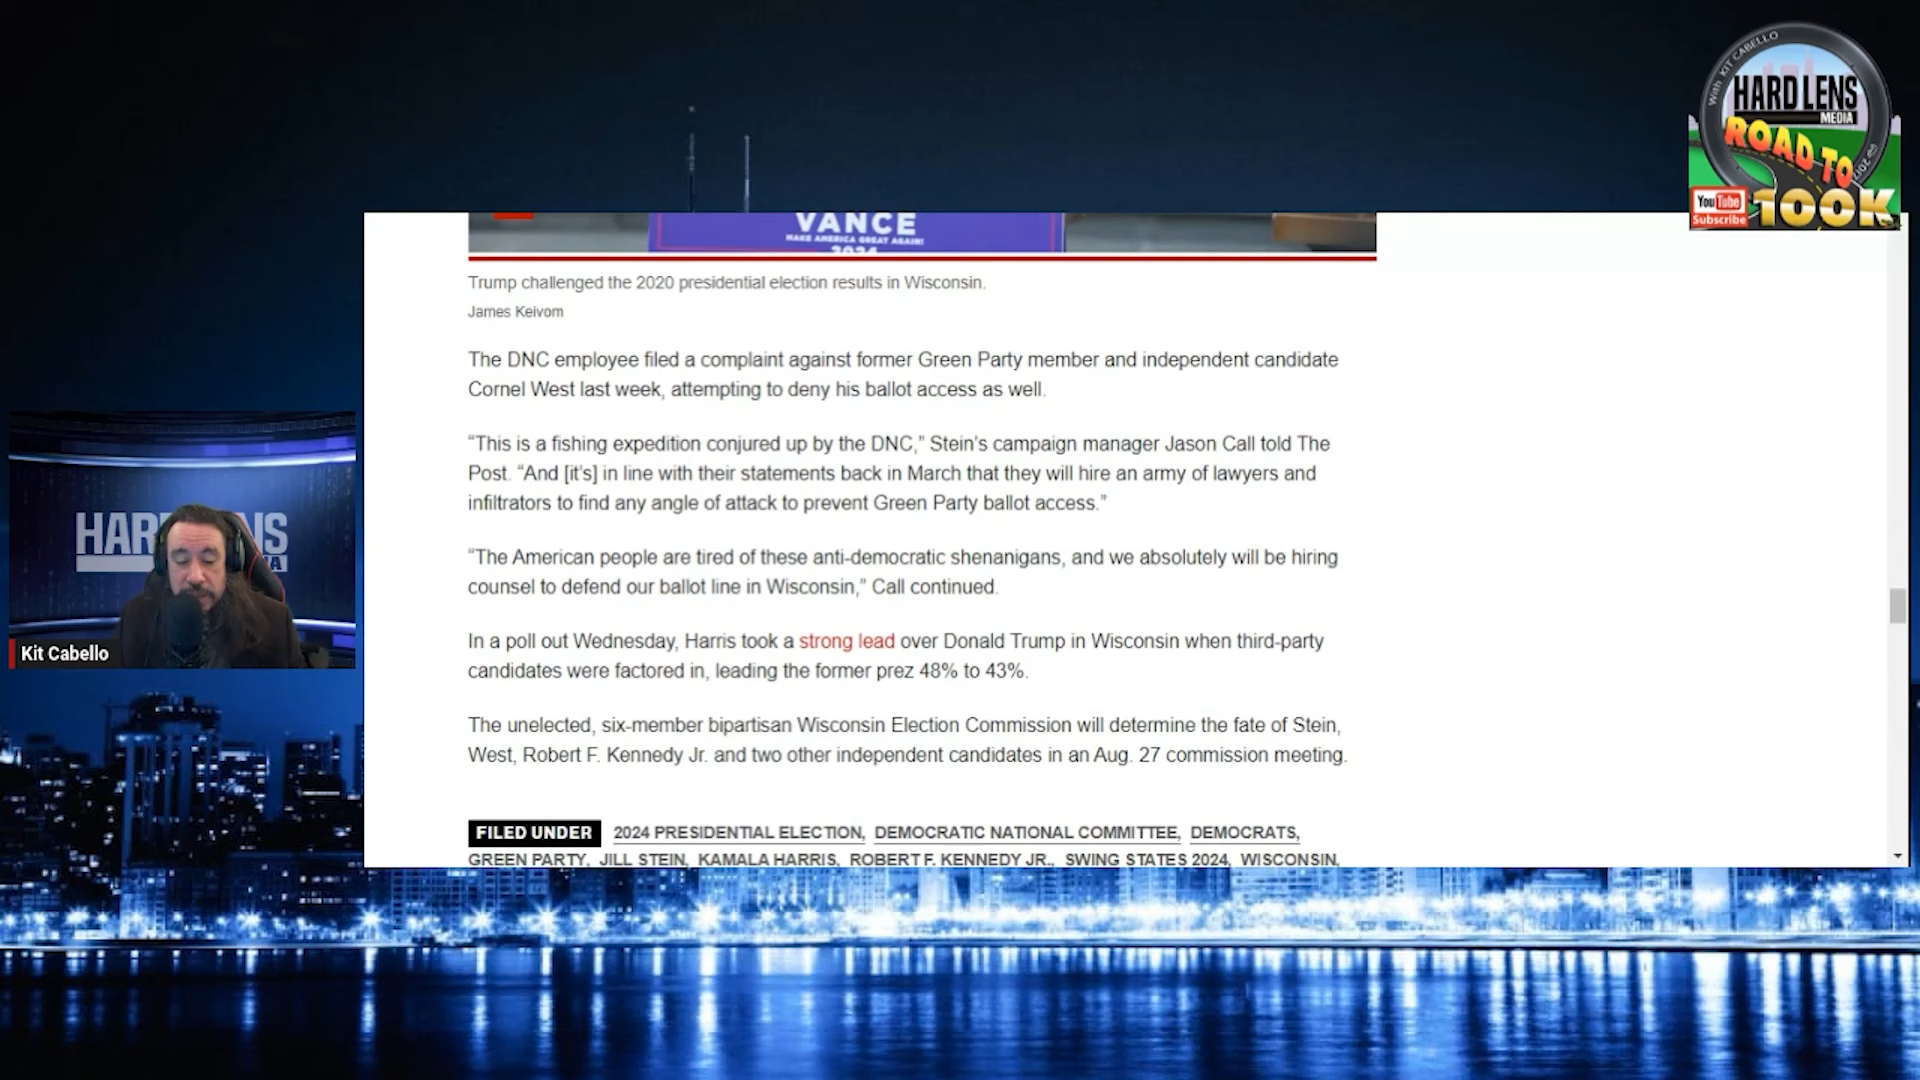 With KIT CABELLO
HARD LENS
MEDIA
ROAD TO
100K
YouTube
Subscribe
VANCE
MAKE AMERICA GREAT AGAIN!
2024
Trump challenged the 2020 presidential election results in Wisconsin.
James Keivom
The DNC employee filed a complaint against former Green Party member and independent candidate
Cornel West last week, attempting to deny his ballot access as well.
“This is a fishing expedition conjured up by the DNC,” Stein’s campaign manager Jason Call told The
Post. “And [it’s] in line with their statements back in March that they will hire an army of lawyers and
infiltrators to find any angle of attack to prevent Green Party ballot access.”
“The American people are tired of these anti-democratic shenanigans, and we absolutely will be hiring
counsel to defend our ballot line in Wisconsin,” Call continued.
In a poll out Wednesday, Harris took a strong lead over Donald Trump in Wisconsin when third-party
candidates were factored in, leading the former prez 48% to 43%.
The unelected, six-member bipartisan Wisconsin Election Commission will determine the fate of Stein,
West, Robert F. Kennedy Jr. and two other independent candidates in an Aug. 27 commission meeting.
FILED UNDER 2024 PRESIDENTIAL ELECTION, DEMOCRATIC NATIONAL COMMITTEE, DEMOCRATS,
GREEN PARTY, JILL STEIN, KAMALA HARRIS, ROBERT F. KENNEDY JR., SWING STATES 2024, WISCONSIN,
Kit Cabello